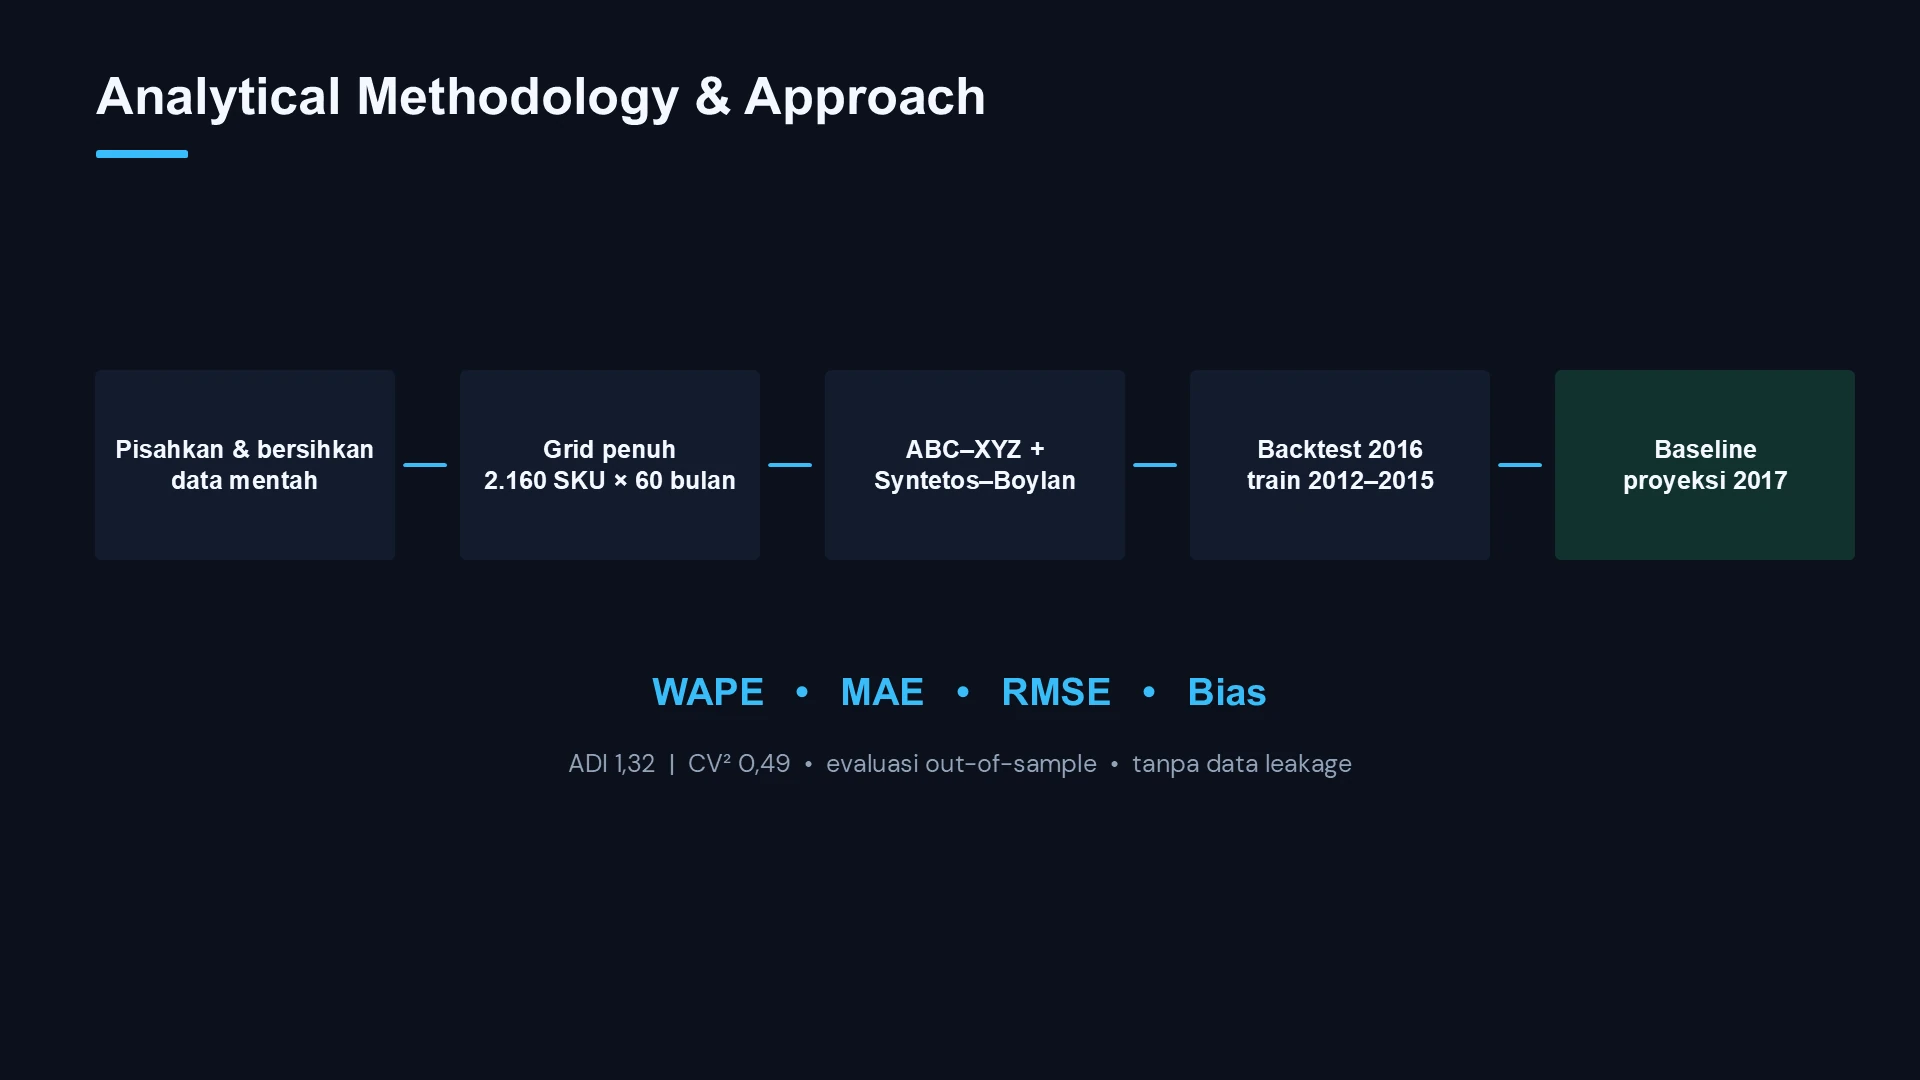 Analytical Methodology & Approach
Pisahkan & bersihkan
data mentah
Grid penuh
2.160 SKU × 60 bulan
ABC–XYZ +
Syntetos–Boylan
Backtest 2016
train 2012–2015
Baseline
proyeksi 2017
WAPE • MAE • RMSE • Bias
ADI 1,32 | CV² 0,49 • evaluasi out-of-sample • tanpa data leakage